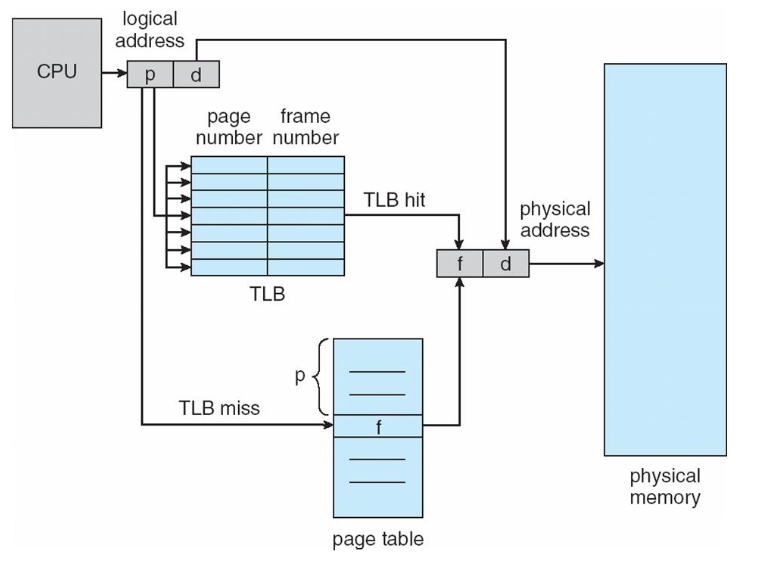 logical
address
CPU
p
d
page
number
frame
number
TLB hit
TLB
physical
address
f
d
p
TLB miss
f
page table
physical
memory